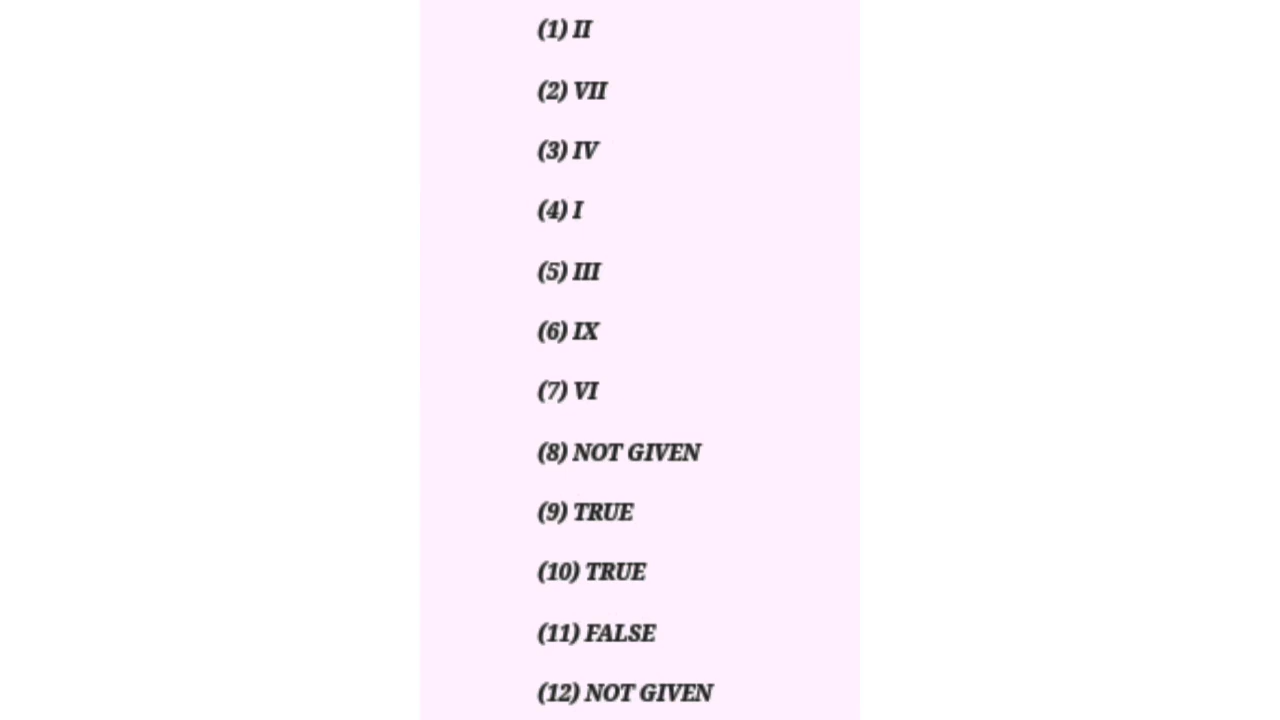 (1) II
(2) VII
(3) IV
(4) I
(5) III
(6) IX
(7) VI
(8) NOT GIVEN
(9) TRUE
(10) TRUE
(11) FALSE
(12) NOT GIVEN